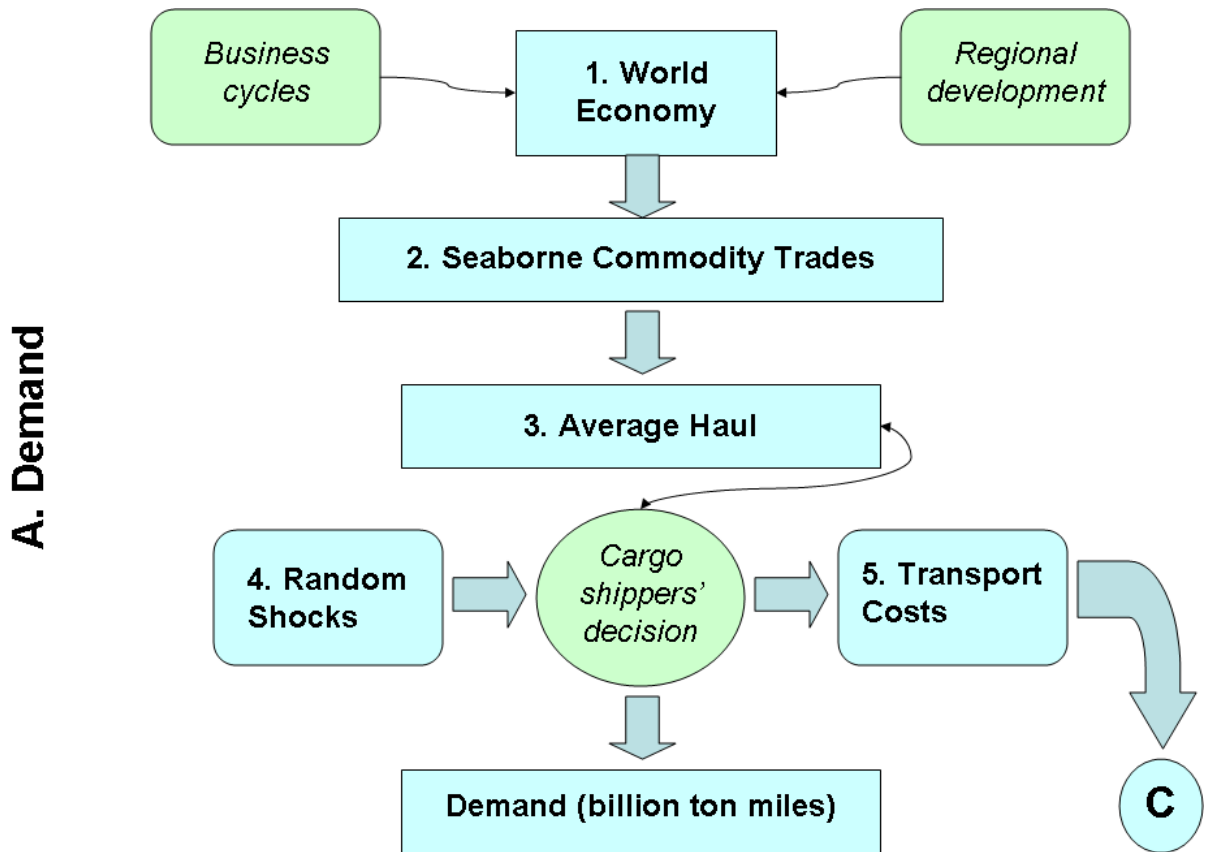 Business
cycles
1. World
Economy
Regional
development
2. Seaborne Commodity Trades
A. Demand
3. Average Haul
4. Random
Shocks
Cargo
shippers’
decision
5. Transport
Costs
Demand (billion ton miles)
C